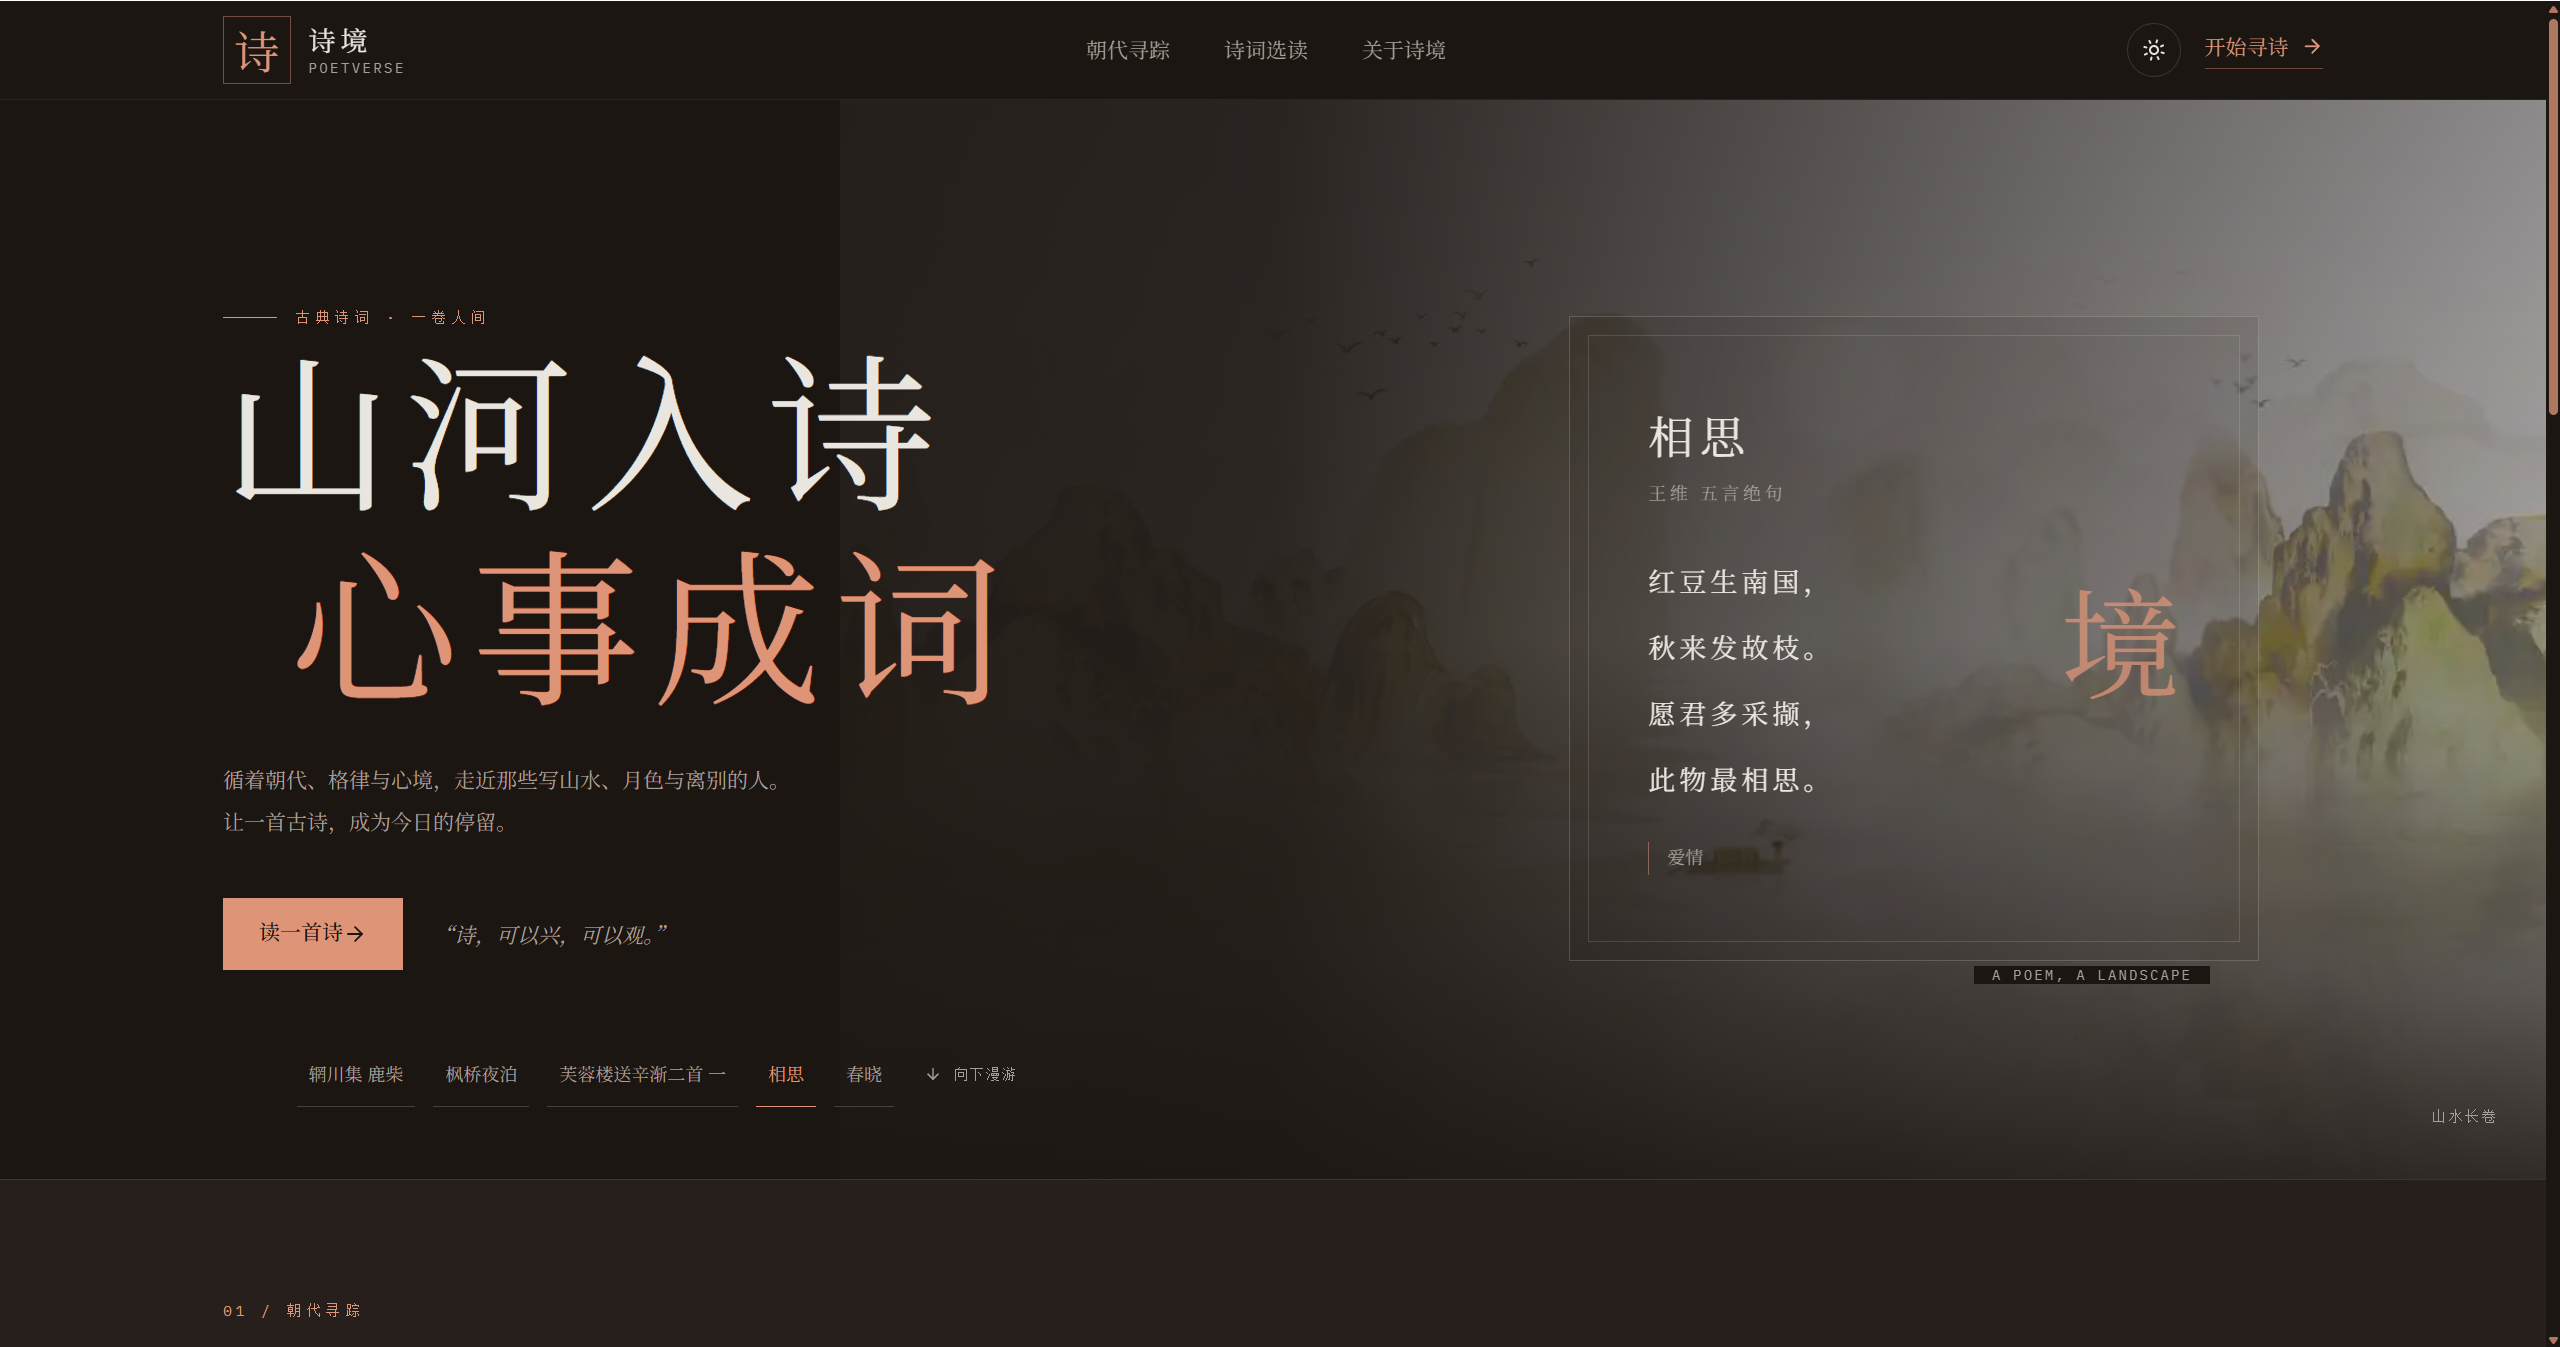 诗
诗境
POETVERSE
朝代寻踪
诗词选读
关于诗境
开始寻诗
古典诗词 · 一卷人间
山河入诗
心事成词
循着朝代、格律与心境，走近那些写山水、月色与离别的人。
让一首古诗，成为今日的停留。
读一首诗
“诗，可以兴，可以观。”
相思
王维 五言绝句
红豆生南国，
秋来发故枝。
愿君多采撷，
此物最相思。
爱情
境
A POEM, A LANDSCAPE
辋川集 鹿柴
枫桥夜泊
芙蓉楼送辛渐二首 一
相思
春晓
向下漫游
山水长卷
01 / 朝代寻踪